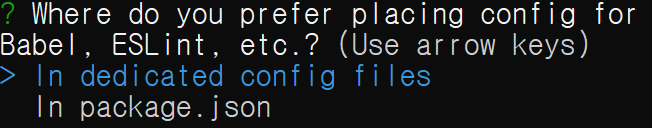 ? Where do you prefer placing config for
Babel, ESLint, etc.? (Use arrow keys)
> In dedicated config files
In package.json